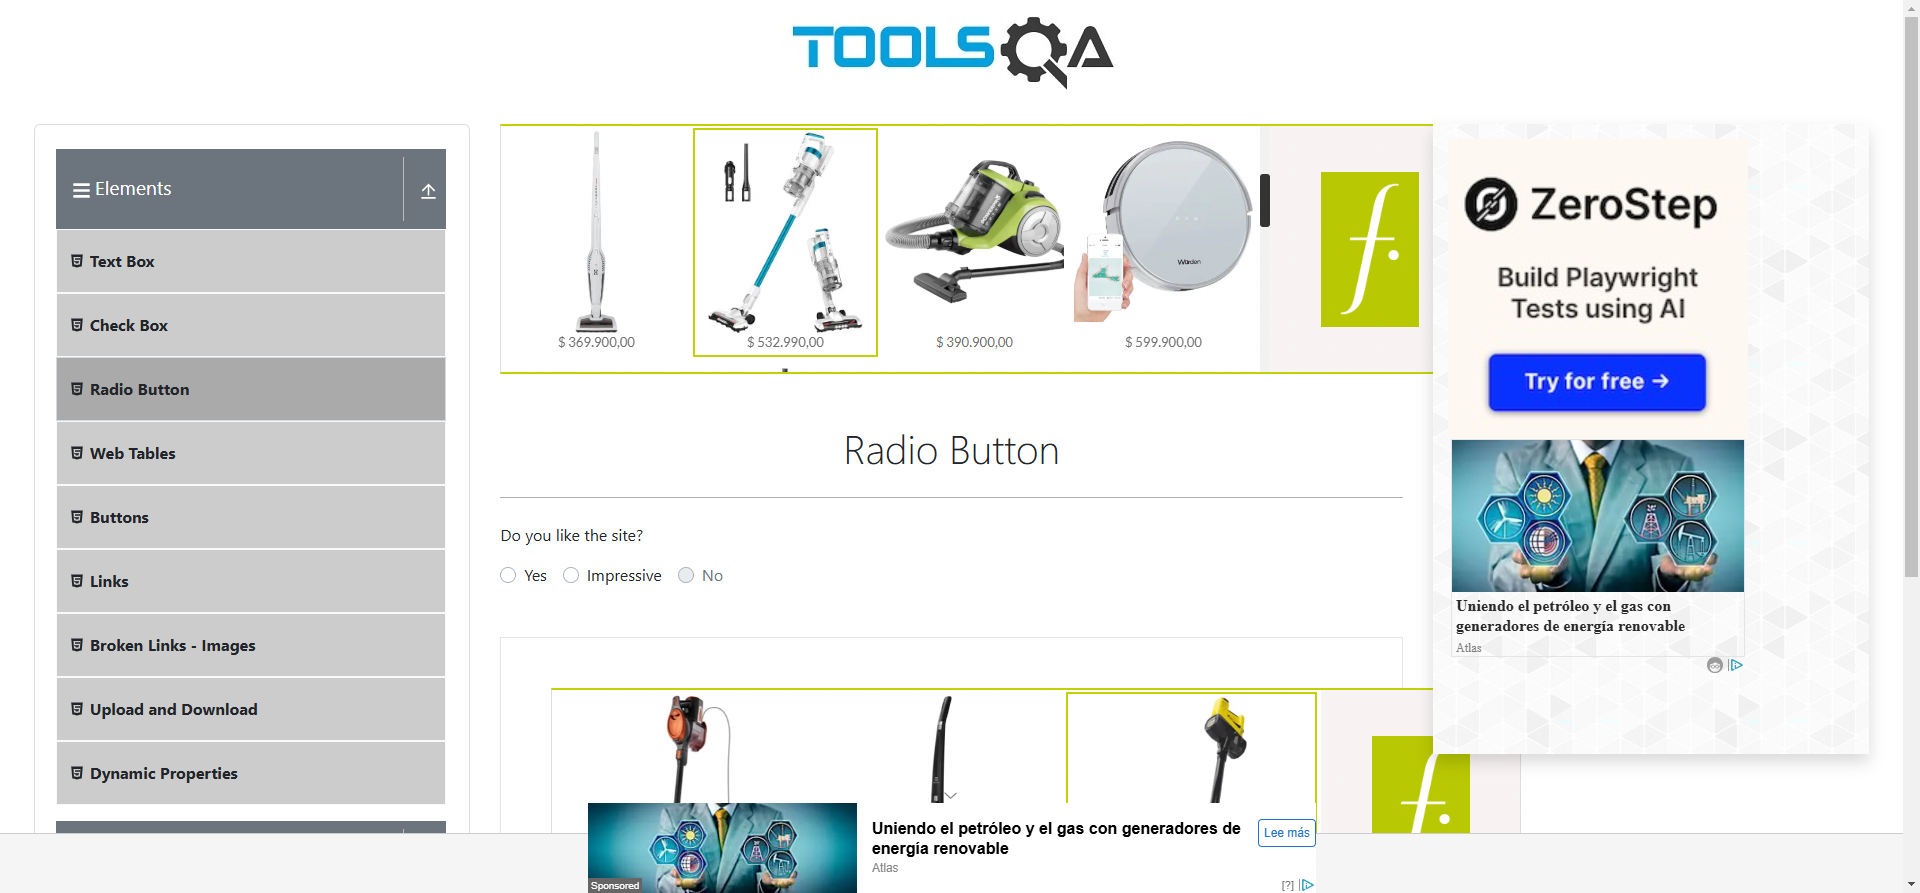 TOOLSQA
Elements
Text Box
Check Box
Radio Button
Web Tables
Buttons
Links
Broken Links - Images
Upload and Download
Dynamic Properties
$ 369.900,00
$ 532.990,00
$ 390.900,00
Warden
$ 599.900,00
f.
Radio Button
Do you like the site?
Yes
Impressive
No
f.
ZeroStep
Build Playwright
Tests using AI
Try for free →
Uniendo el petróleo y el gas con
generadores de energía renovable
Atlas
Sponsored
Uniendo el petróleo y el gas con generadores de
energía renovable
Atlas
Lee más
[?]